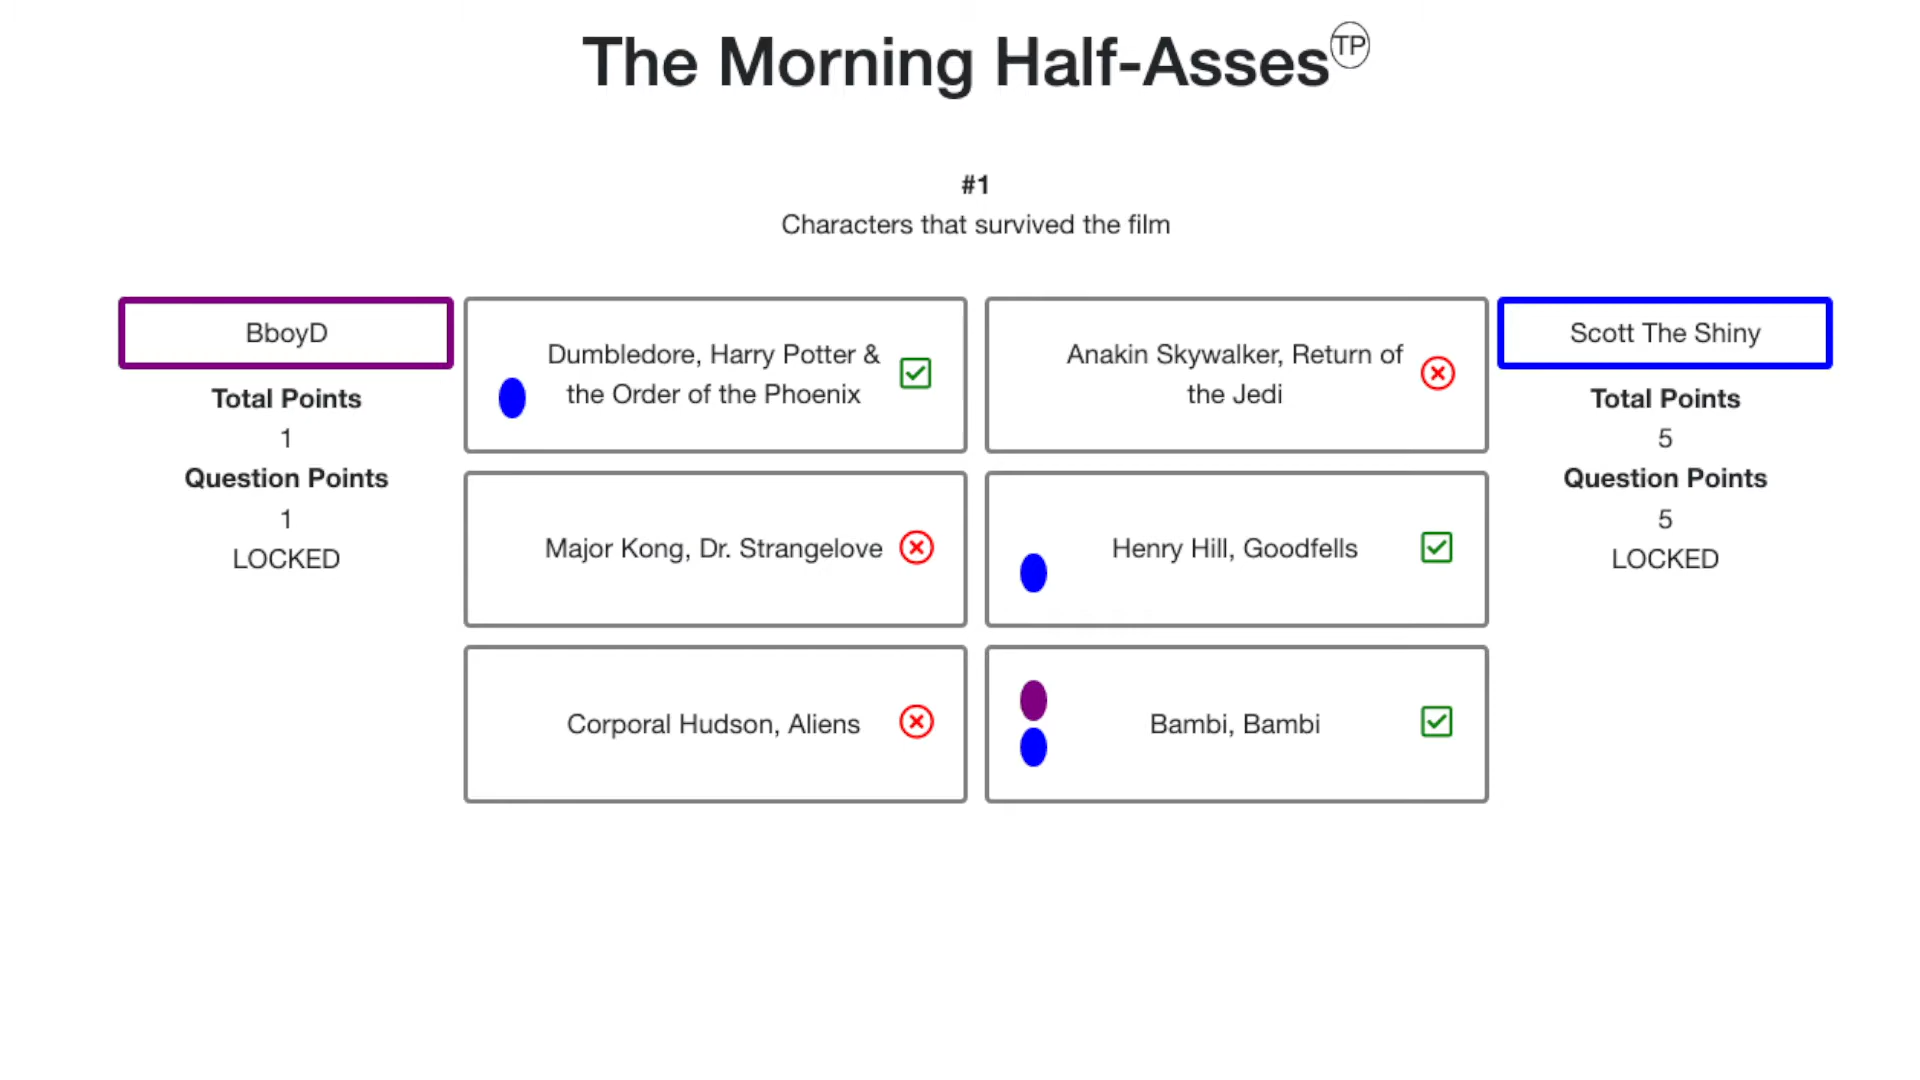 The Morning Half-Asses TP
#1
Characters that survived the film
BboyD
Total Points
1
Question Points
1
LOCKED
Dumbledore, Harry Potter &
the Order of the Phoenix
Anakin Skywalker, Return of
the Jedi
Major Kong, Dr. Strangelove
Henry Hill, Goodfells
Corporal Hudson, Aliens
Bambi, Bambi
Scott The Shiny
Total Points
5
Question Points
5
LOCKED